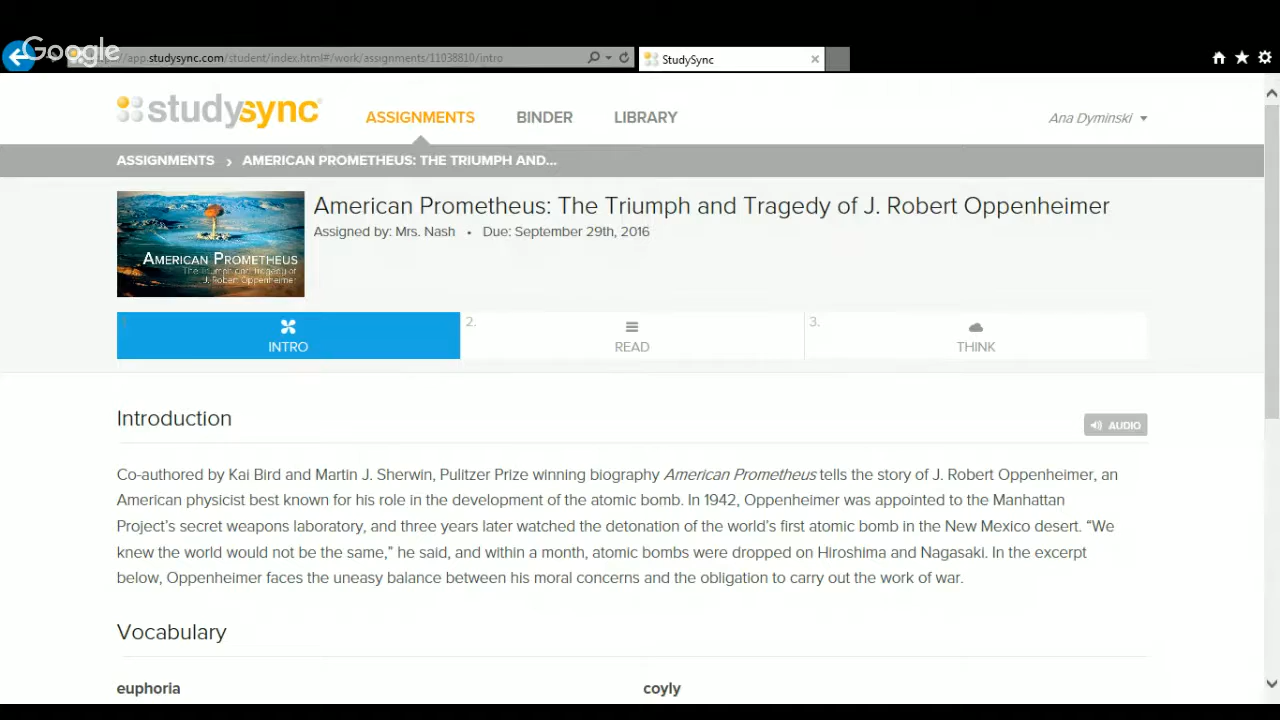 Google
app.studysync.com/student/index.html#/work/assignments/11038810/intro
StudySync
studysync
ASSIGNMENTS
BINDER
LIBRARY
Ana Dyminski
ASSIGNMENTS › AMERICAN PROMETHEUS: THE TRIUMPH AND...
AMERICAN PROMETHEUS
The Triumph and Tragedy of
J. Robert Oppenheimer
American Prometheus: The Triumph and Tragedy of J. Robert Oppenheimer
Assigned by: Mrs. Nash • Due: September 29th, 2016
INTRO
2.
READ
3.
THINK
Introduction
AUDIO
Co-authored by Kai Bird and Martin J. Sherwin, Pulitzer Prize winning biography American Prometheus tells the story of J. Robert Oppenheimer, an
American physicist best known for his role in the development of the atomic bomb. In 1942, Oppenheimer was appointed to the Manhattan
Project's secret weapons laboratory, and three years later watched the detonation of the world's first atomic bomb in the New Mexico desert. “We
knew the world would not be the same,” he said, and within a month, atomic bombs were dropped on Hiroshima and Nagasaki. In the excerpt
below, Oppenheimer faces the uneasy balance between his moral concerns and the obligation to carry out the work of war.
Vocabulary
euphoria
coyly